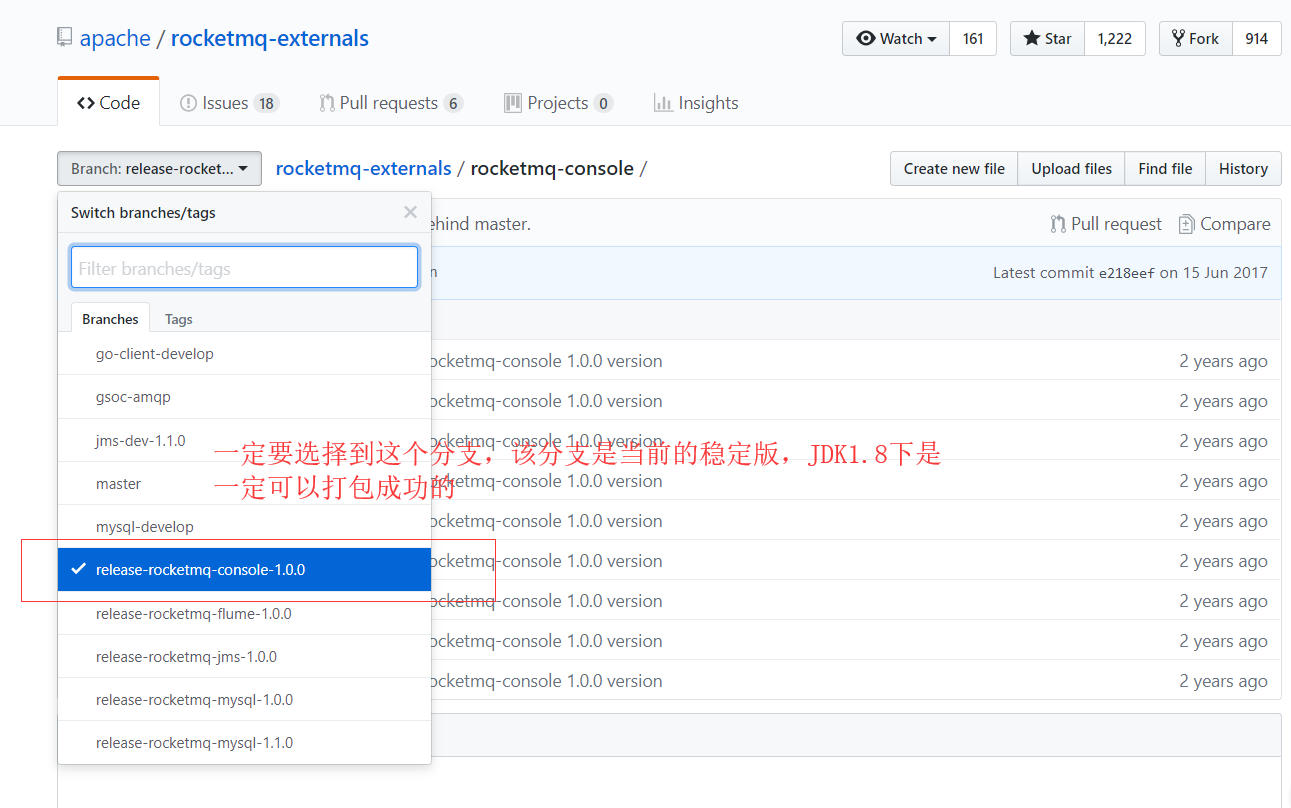 apache / rocketmq-externals
Watch 161 Star 1,222 Fork 914
Code Issues 18 Pull requests 6 Projects 0 Insights
Branch: release-rocket... rocketmq-externals / rocketmq-console /
Create new file Upload files Find file History
Switch branches/tags
ehind master.
Pull request Compare
Filter branches/tags
n
Latest commit e218eef on 15 Jun 2017
Branches Tags
go-client-develop
ocketmq-console 1.0.0 version 2 years ago
gsoc-amqp
ocketmq-console 1.0.0 version 2 years ago
jms-dev-1.1.0
ocketmq-console 1.0.0 version 2 years ago
一定要选择到这个分支，该分支是当前的稳定版，JDK1.8下是
一定可以打包成功的
master
ocketmq-console 1.0.0 version 2 years ago
mysql-develop
ocketmq-console 1.0.0 version 2 years ago
release-rocketmq-console-1.0.0
ocketmq-console 1.0.0 version 2 years ago
release-rocketmq-flume-1.0.0
ocketmq-console 1.0.0 version 2 years ago
release-rocketmq-jms-1.0.0
ocketmq-console 1.0.0 version 2 years ago
release-rocketmq-mysql-1.0.0
ocketmq-console 1.0.0 version 2 years ago
release-rocketmq-mysql-1.1.0